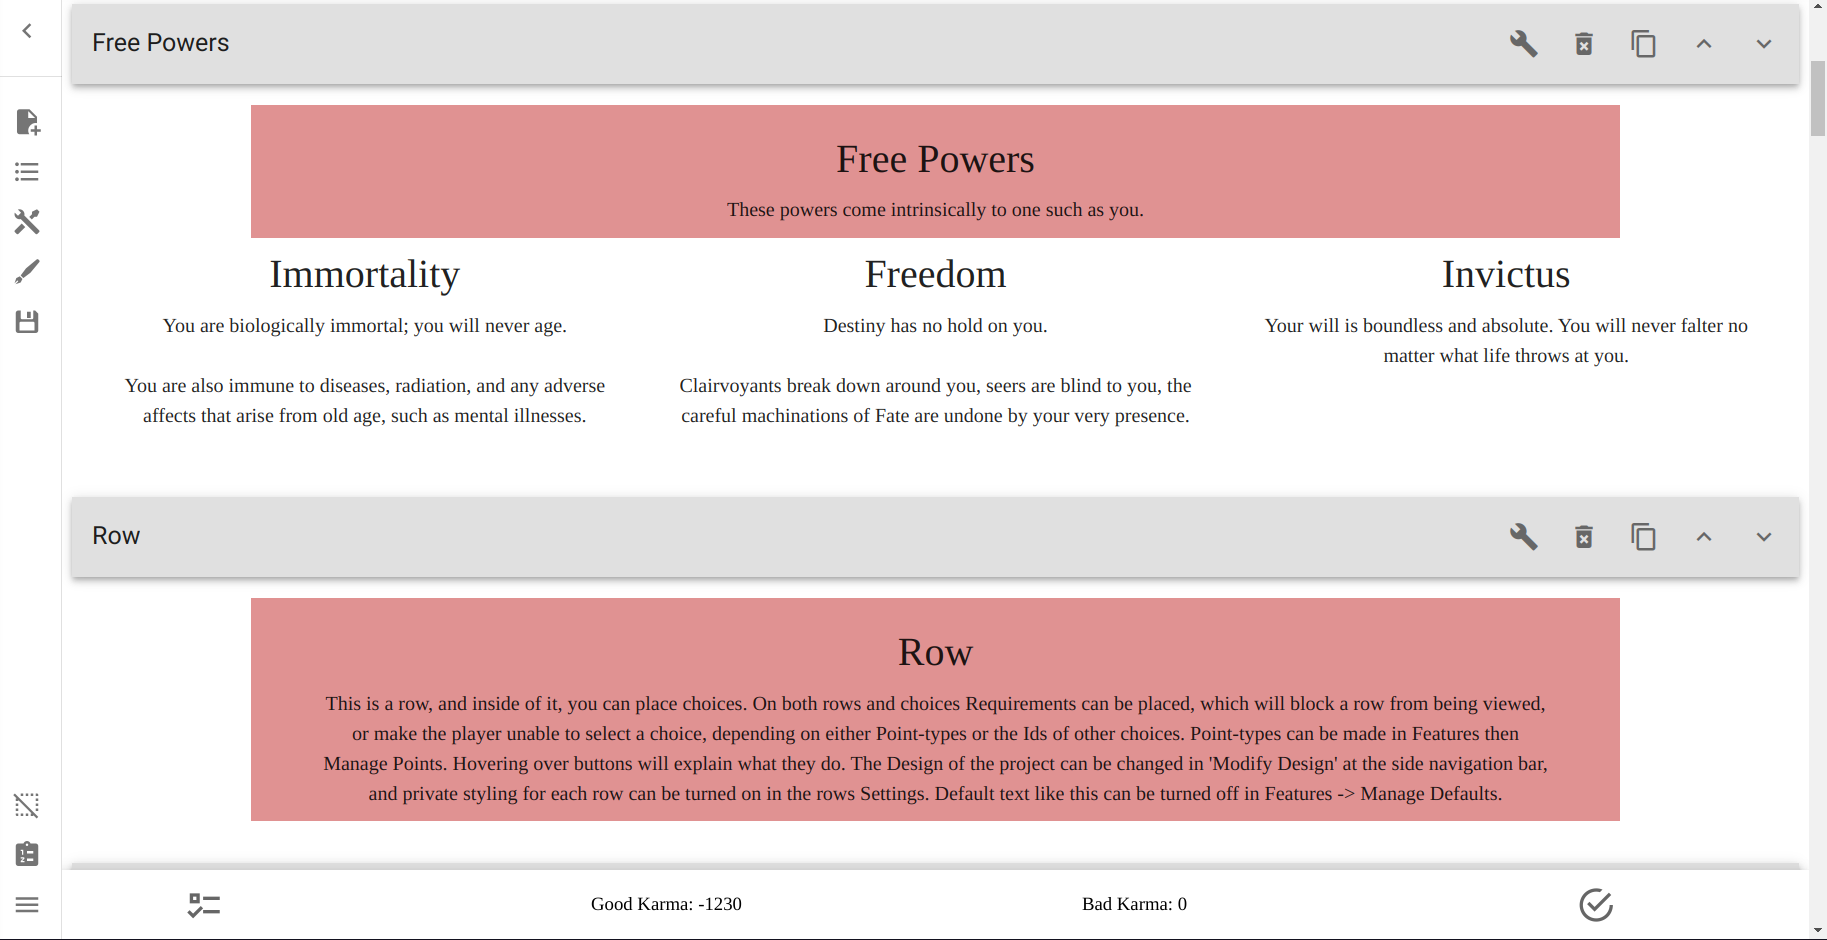 Free Powers
Free Powers
These powers come intrinsically to one such as you.
Immortality
You are biologically immortal; you will never age.
You are also immune to diseases, radiation, and any adverse
affects that arise from old age, such as mental illnesses.
Freedom
Destiny has no hold on you.
Clairvoyants break down around you, seers are blind to you, the
careful machinations of Fate are undone by your very presence.
Invictus
Your will is boundless and absolute. You will never falter no
matter what life throws at you.
Row
Row
This is a row, and inside of it, you can place choices. On both rows and choices Requirements can be placed, which will block a row from being viewed,
or make the player unable to select a choice, depending on either Point-types or the Ids of other choices. Point-types can be made in Features then
Manage Points. Hovering over buttons will explain what they do. The Design of the project can be changed in 'Modify Design' at the side navigation bar,
and private styling for each row can be turned on in the rows Settings. Default text like this can be turned off in Features -> Manage Defaults.
Good Karma: -1230
Bad Karma: 0